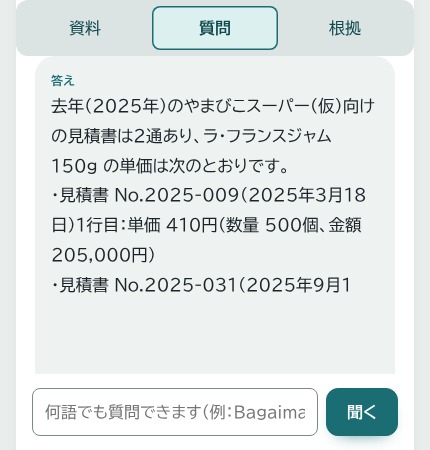 資料
質問
根拠
答え
去年(2025年)のやまびこスーパー(仮)向け
の見積書は2通あり、ラ・フランスジャム
150g の単価は次のとおりです。
・見積書 No.2025-009(2025年3月18
日)1行目:単価 410円(数量 500個、金額
205,000円)
・見積書 No.2025-031(2025年9月1
何語でも質問できます(例:Bagaima
聞く